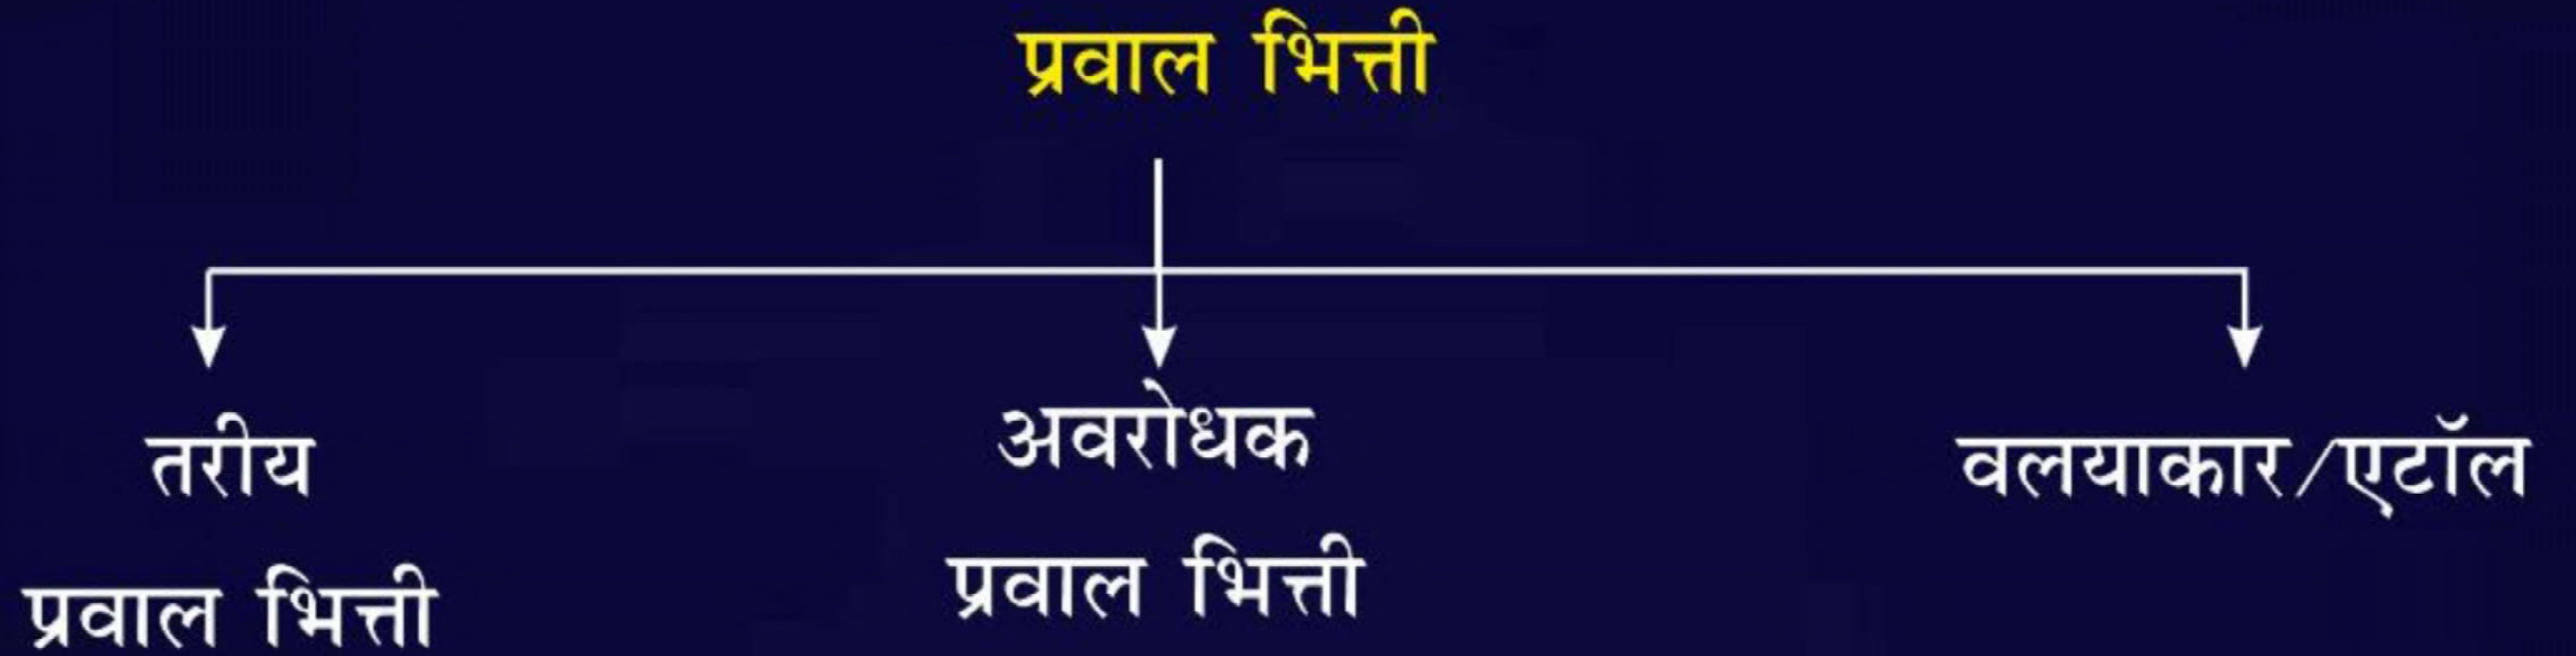 प्रवाल भित्ती
तरीय
प्रवाल भित्ती
अवरोधक
प्रवाल भित्ती
वलयाकार/एटॉल